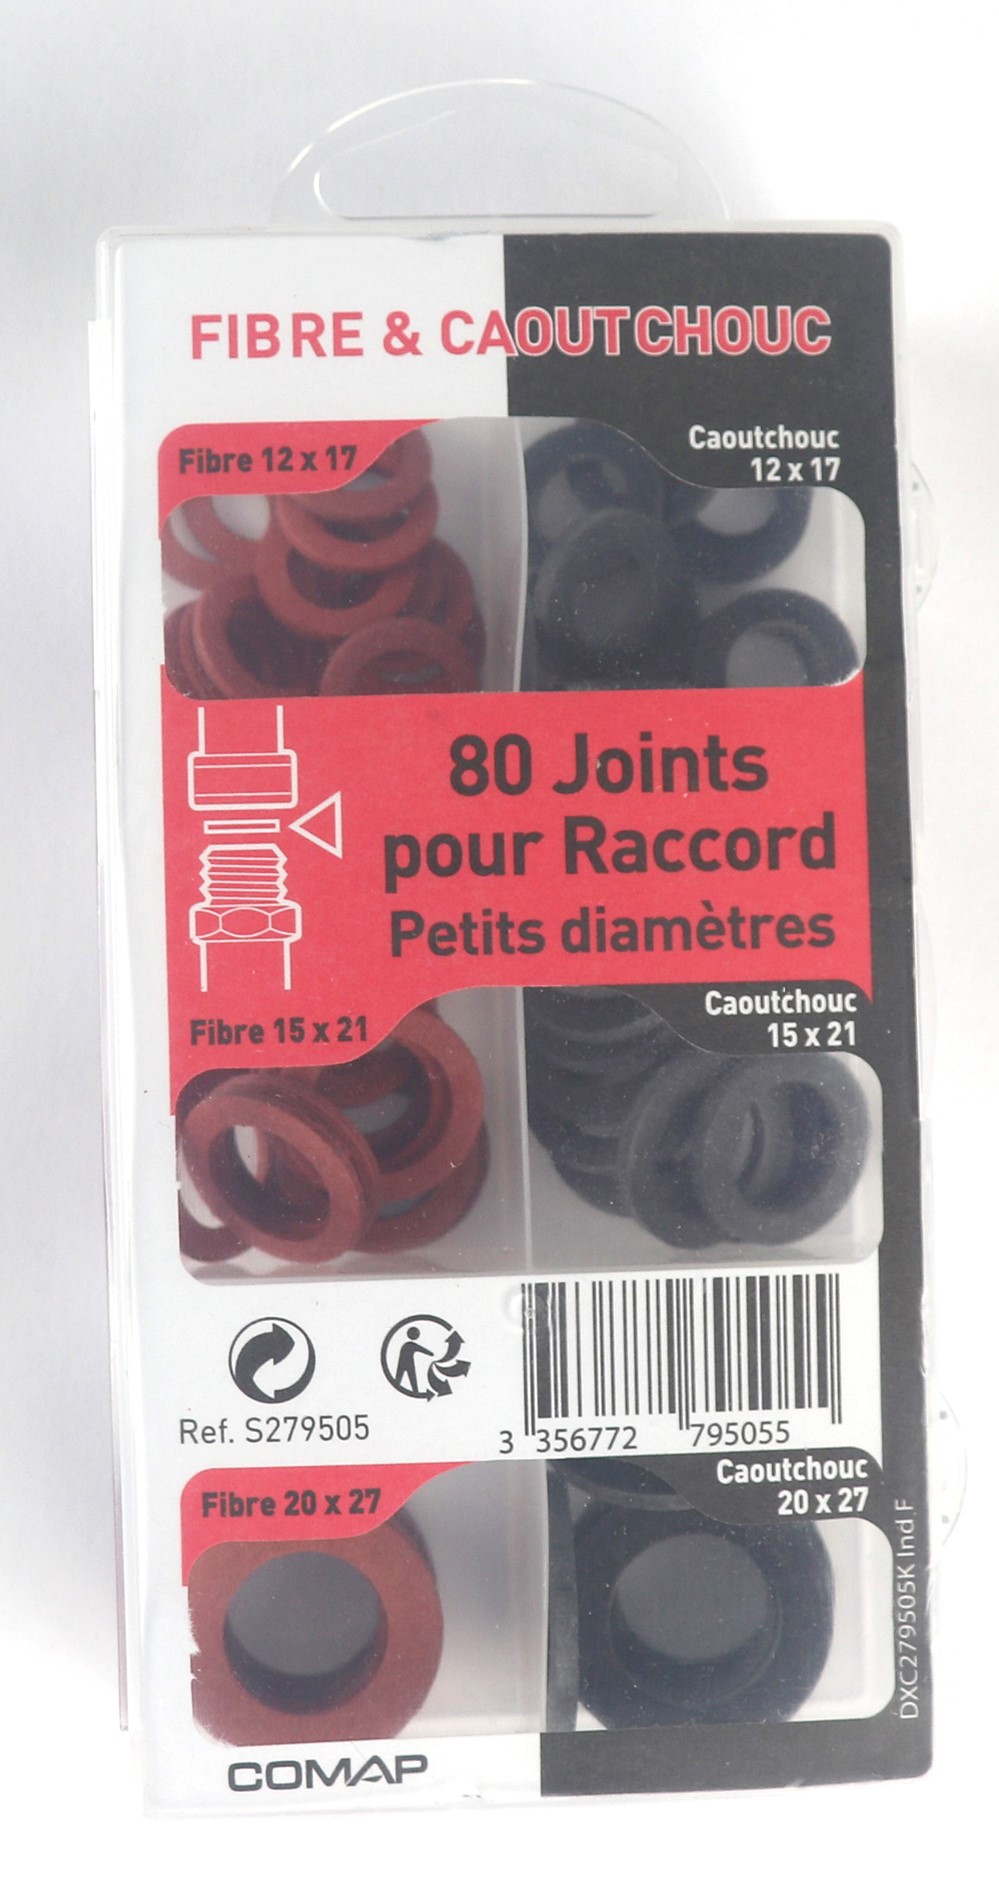 FIBRE & CAOUTCHOUC
Fibre 12 x 17
Caoutchouc
12 x 17
80 Joints
pour Raccord
Petits diamètres
Fibre 15 x 21
Caoutchouc
15 x 21
Ref. S279505
3 356772 795055
Fibre 20 x 27
Caoutchouc
20 x 27
DXC279505K Ind.F
COMAP